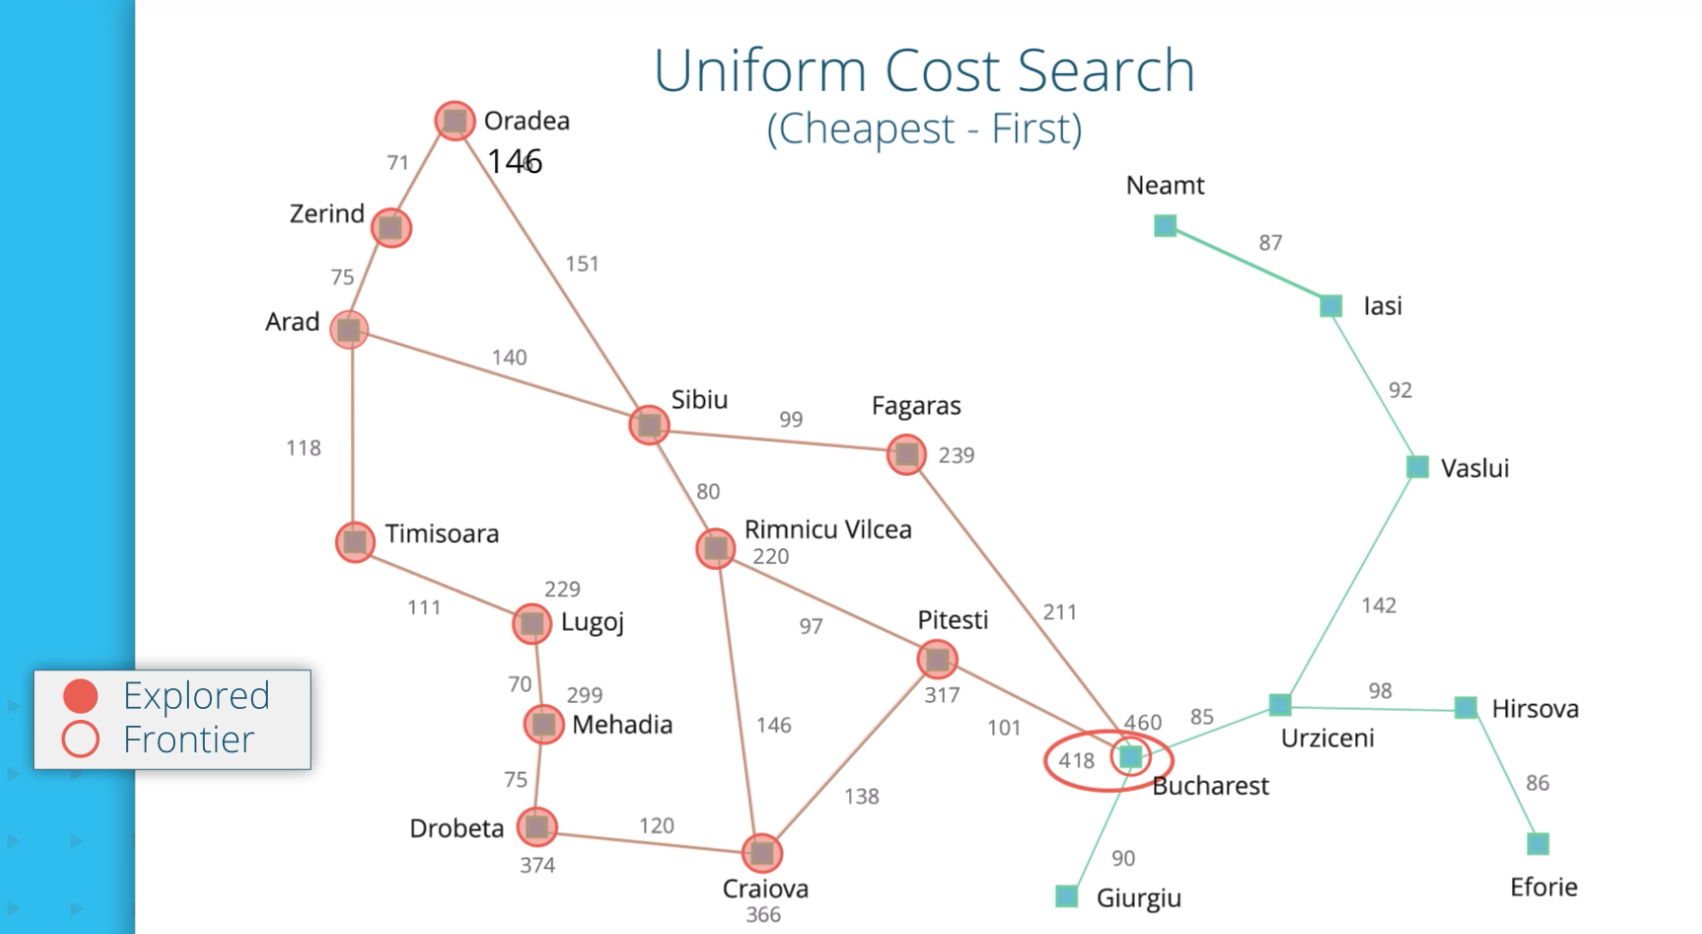 Uniform Cost Search
(Cheapest - First)
Oradea
146
71
Zerind
Neamt
87
151
75
Iasi
Arad
140
92
Sibiu
Fagaras
99
239
118
Vaslui
80
Timisoara
Rimnicu Vilcea
220
229
111
Lugoj
97
Pitesti
211
142
70
299
Mehadia
317
146
101
460
85
98
Hirsova
Urziceni
418
Bucharest
75
138
86
Drobeta
120
374
90
Craiova
366
Giurgiu
Eforie
Explored
Frontier